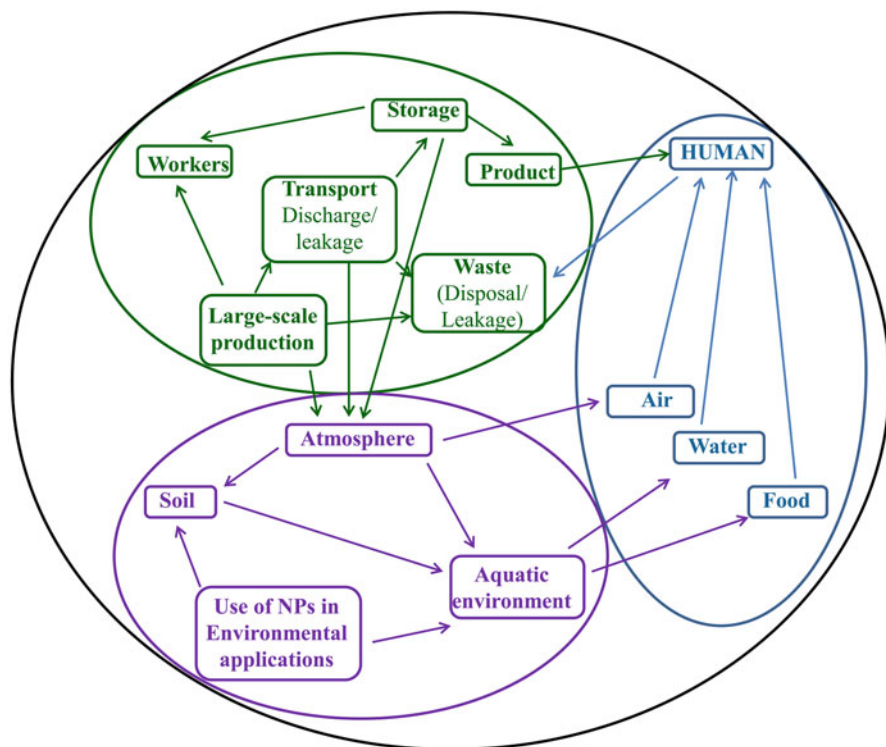 Storage
Workers
Product
HUMAN
Transport
Discharge/
leakage
Waste
(Disposal/
Leakage)
Large-scale
production
Air
Atmosphere
Water
Soil
Food
Aquatic
environment
Use of NPs in
Environmental
applications